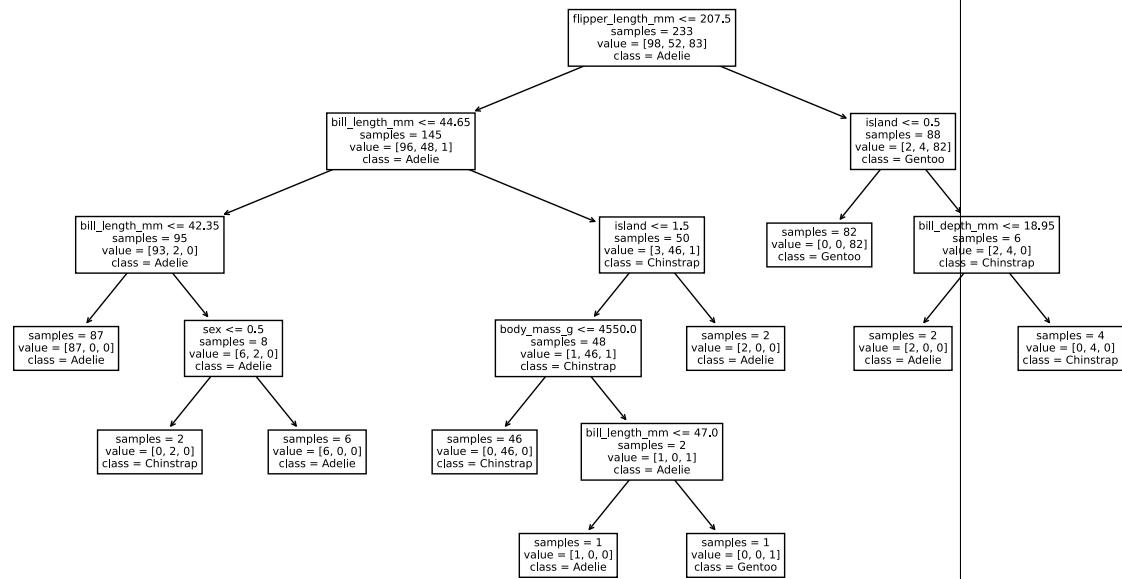 flipper_length_mm <= 207.5
samples = 233
value = [98, 52, 83]
class = Adelie
bill_length_mm <= 44.65
samples = 145
value = [96, 48, 1]
class = Adelie
island <= 0.5
samples = 88
value = [2, 4, 82]
class = Gentoo
bill_length_mm <= 42.35
samples = 95
value = [93, 2, 0]
class = Adelie
island <= 1.5
samples = 50
value = [3, 46, 1]
class = Chinstrap
samples = 82
value = [0, 0, 82]
class = Gentoo
bill_depth_mm <= 18.95
samples = 6
value = [2, 4, 0]
class = Chinstrap
samples = 87
value = [87, 0, 0]
class = Adelie
sex <= 0.5
samples = 8
value = [6, 2, 0]
class = Adelie
body_mass_g <= 4550.0
samples = 48
value = [1, 46, 1]
class = Chinstrap
samples = 2
value = [2, 0, 0]
class = Adelie
samples = 2
value = [2, 0, 0]
class = Adelie
samples = 4
value = [0, 4, 0]
class = Chinstrap
samples = 2
value = [0, 2, 0]
class = Chinstrap
samples = 6
value = [6, 0, 0]
class = Adelie
samples = 46
value = [0, 46, 0]
class = Chinstrap
bill_length_mm <= 47.0
samples = 2
value = [1, 0, 1]
class = Adelie
samples = 1
value = [1, 0, 0]
class = Adelie
samples = 1
value = [0, 0, 1]
class = Gentoo